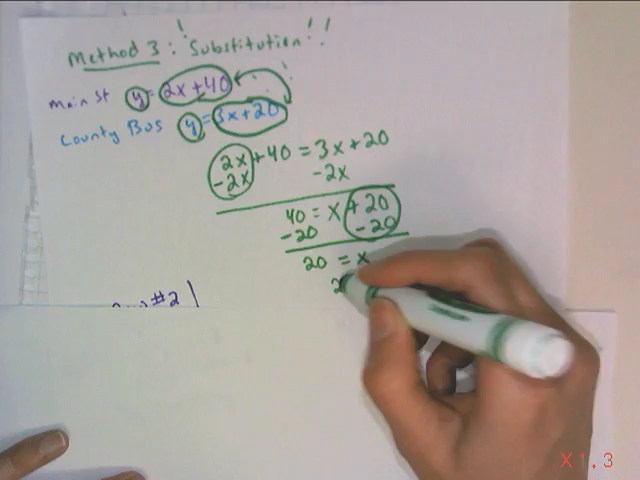 Method 3: Substitution!!
Main St y=2x+40
County Bus y=3x+20
2x+40=3x+20
-2x -2x
40=x+20
-20 -20
20=x
#2
x1.3